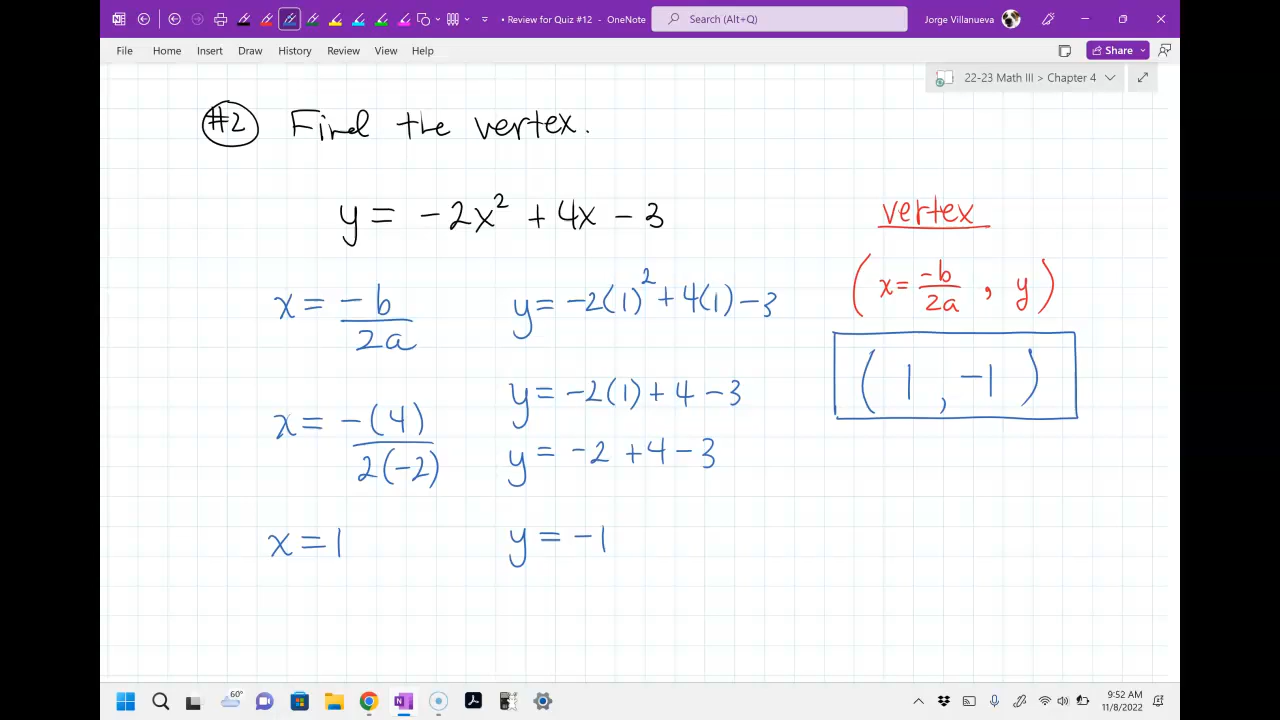 Review for Quiz #12 - OneNote
Search (Alt+Q)
Jorge Villanueva
File Home Insert Draw History Review View Help
Share
22-23 Math III > Chapter 4
#2 Find the vertex.
y = -2x² + 4x - 3
x = -b/2a
x = -(4)/2(-2)
x = 1
y = -2(1)² + 4(1) - 3
y = -2(1) + 4 - 3
y = -2 + 4 - 3
y = -1
vertex
(x = -b/2a , y)
(1 , -1)
60°
9:52 AM
11/8/2022